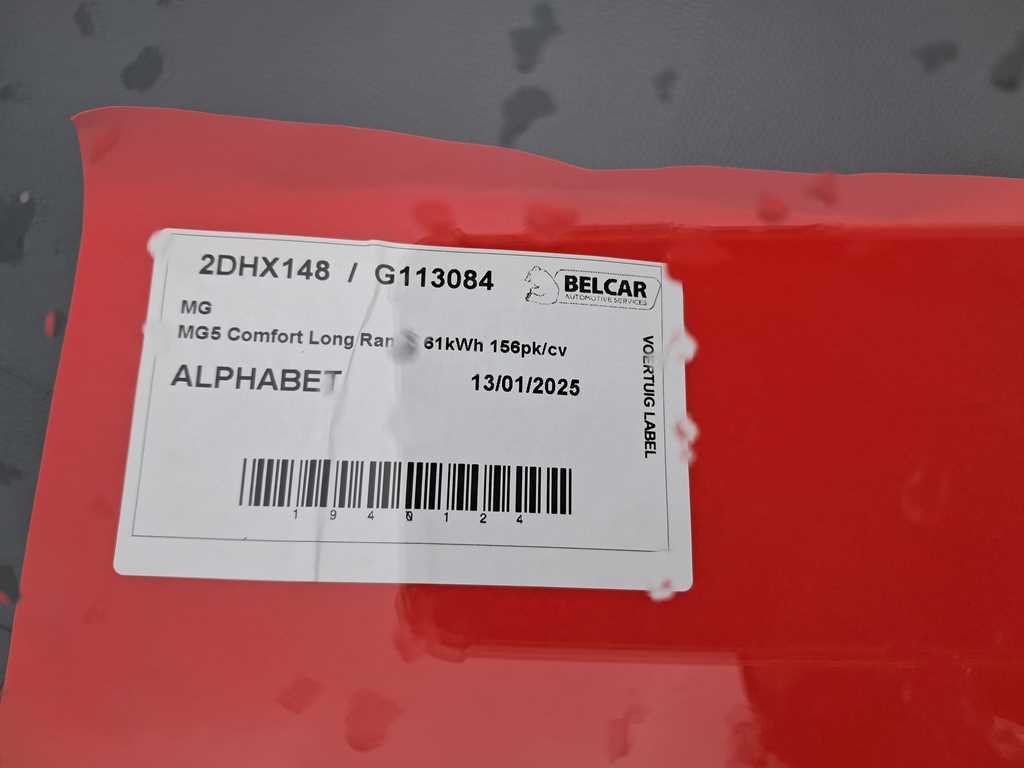 2DHX148 / G113084
BELCAR
AUTOMOTIVE SERVICES
MG
MG5 Comfort Long 61kWh 156pk/cv
ALPHABET
13/01/2025
VOERTUIG LABEL
1940124